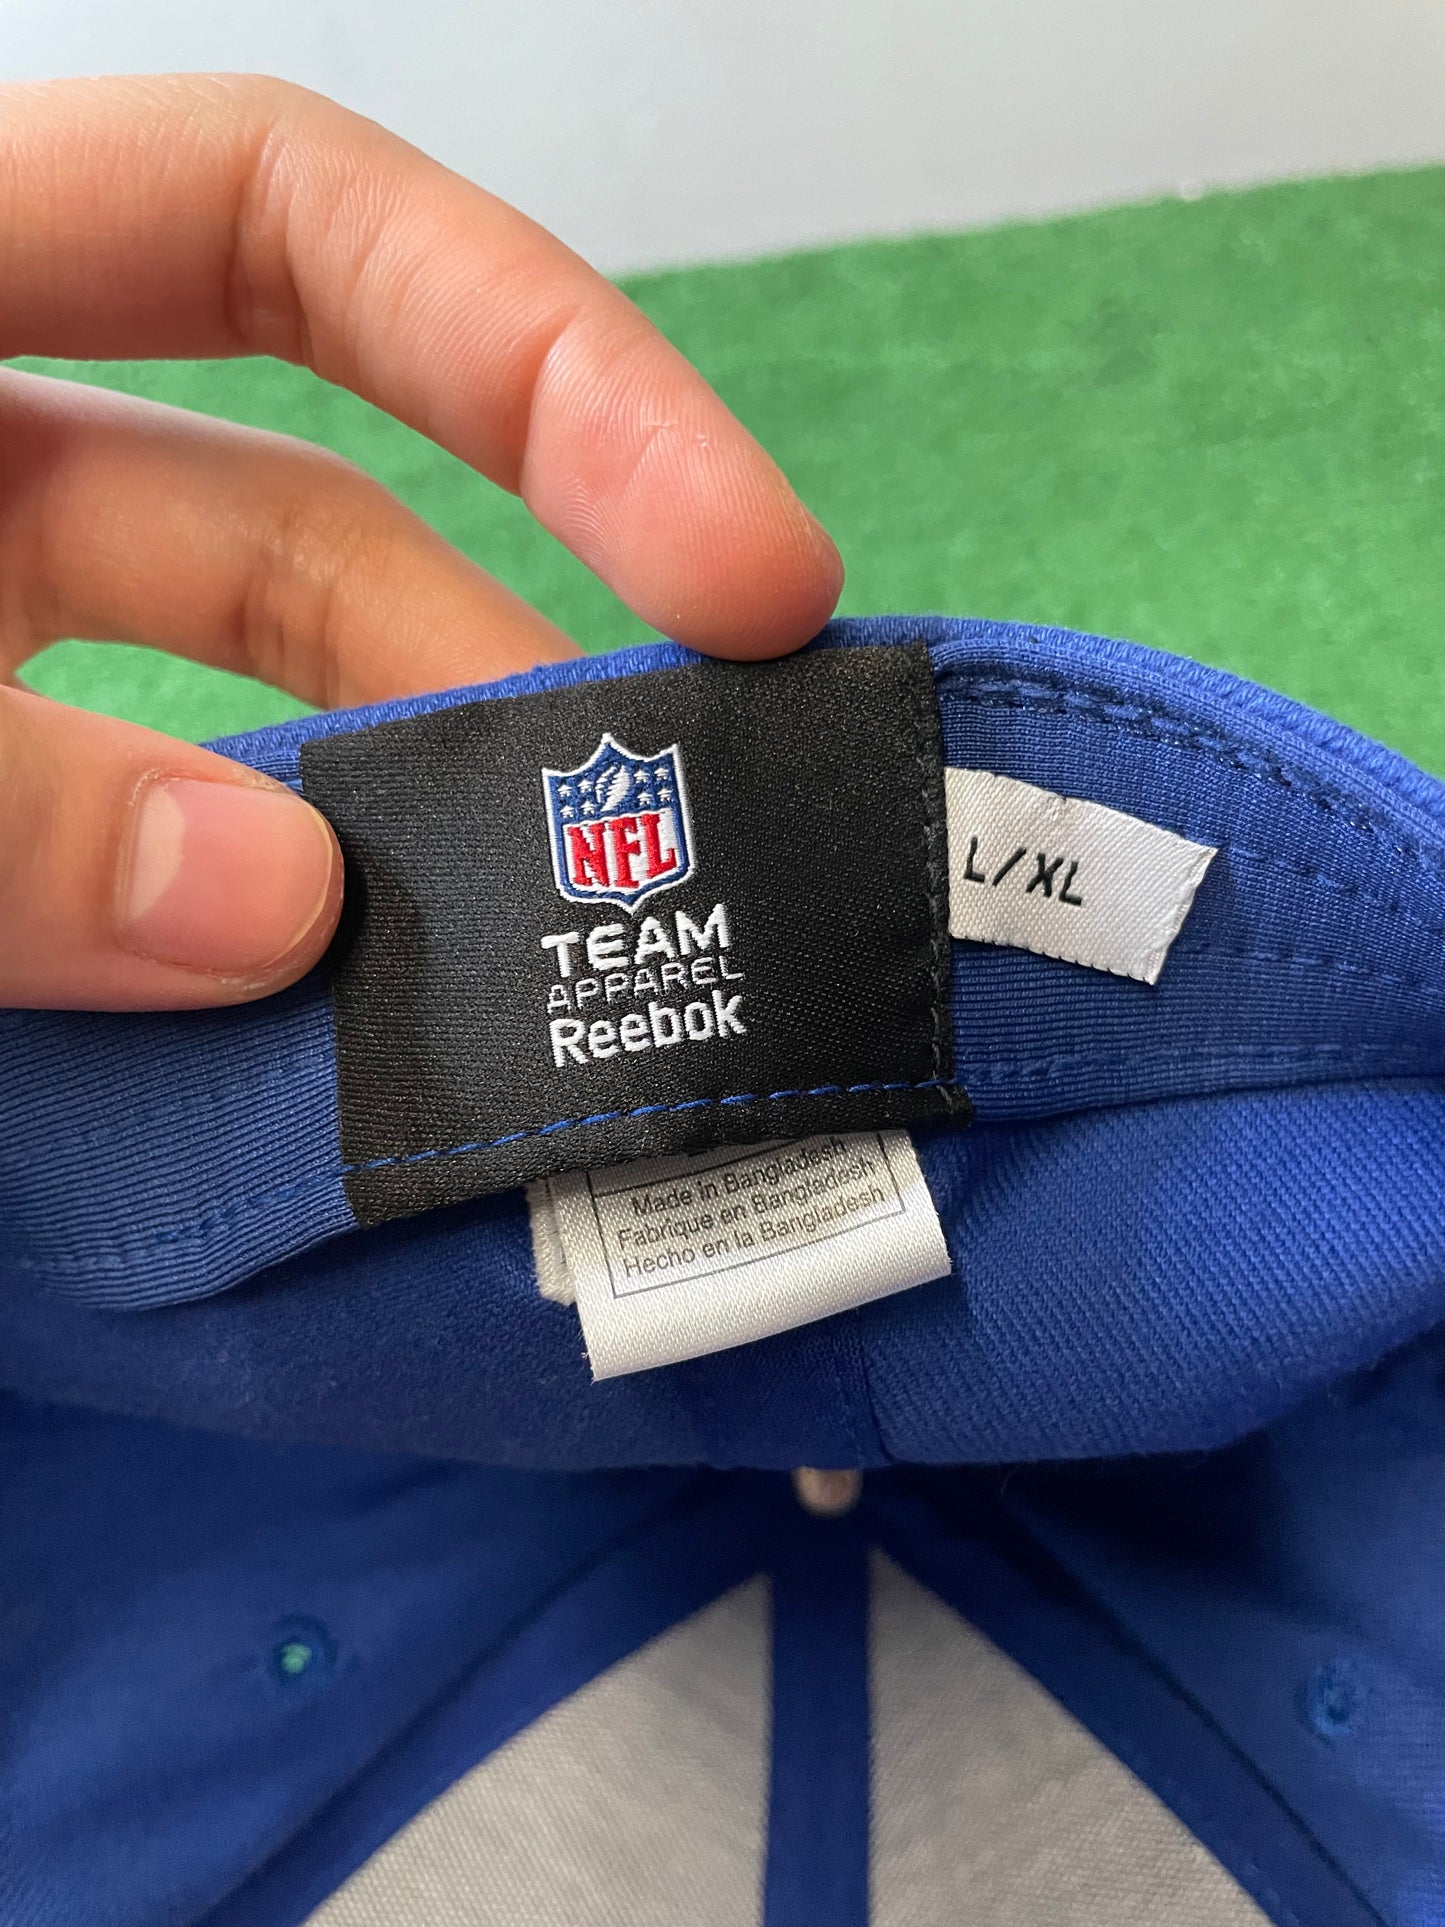 NFL
TEAM
APPAREL
Reebok
L/XL
Made in Bangladesh
Fabrique en Bangladesh
Hecho en la Bangladesh